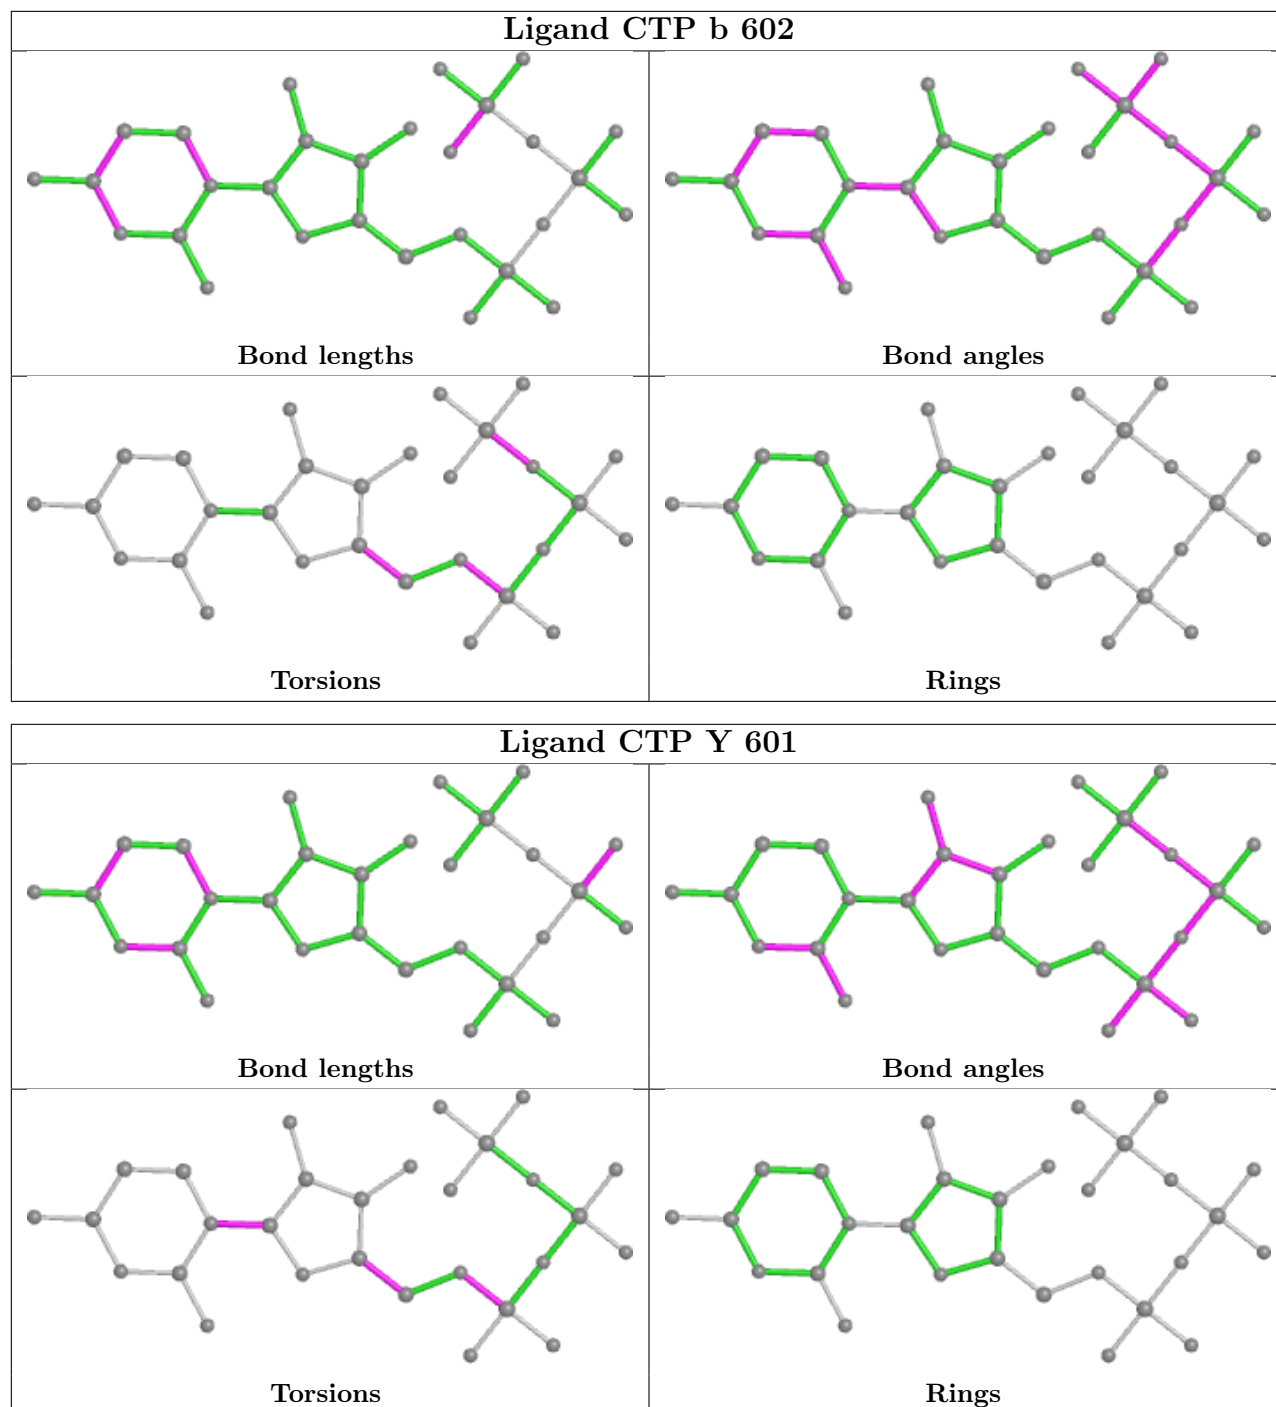 Ligand CTP b 602
Bond lengths
Bond angles
Torsions
Rings
Ligand CTP Y 601
Bond lengths
Bond angles
Torsions
Rings